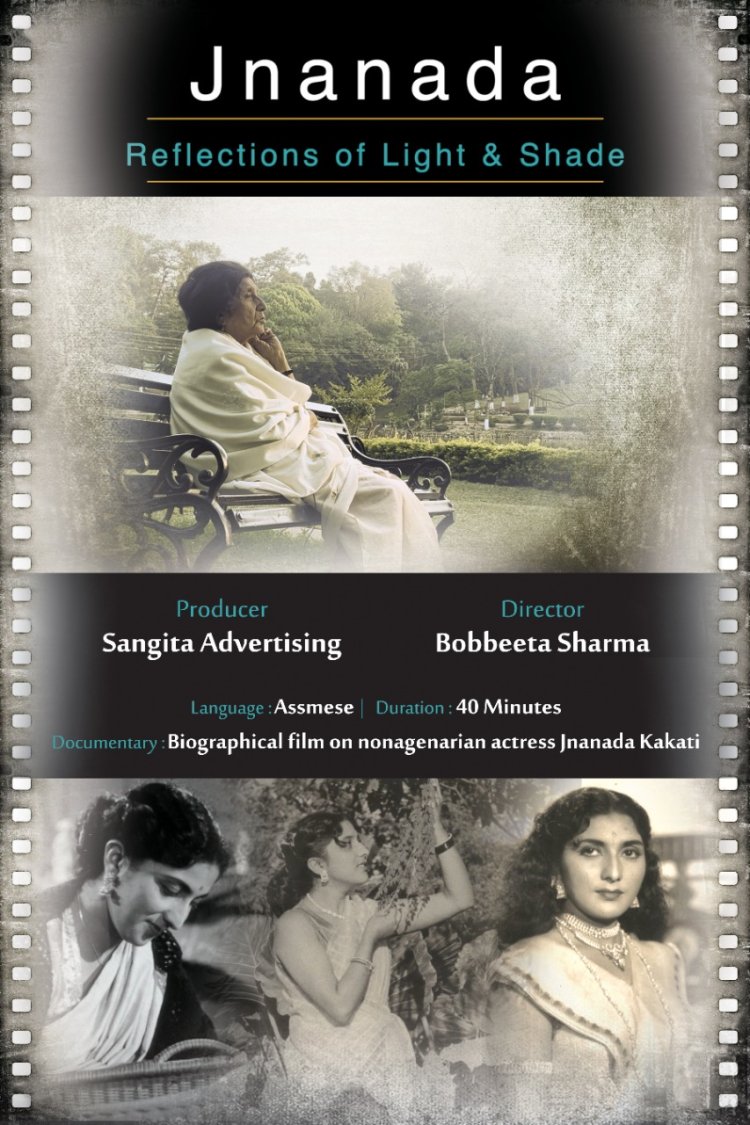 Jnanada
Reflections of Light & Shade
Producer
Sangita Advertising
Director
Bobbeeta Sharma
Language : Assmese | Duration : 40 Minutes
Documentary : Biographical film on nonagenarian actress Jnanada Kakati